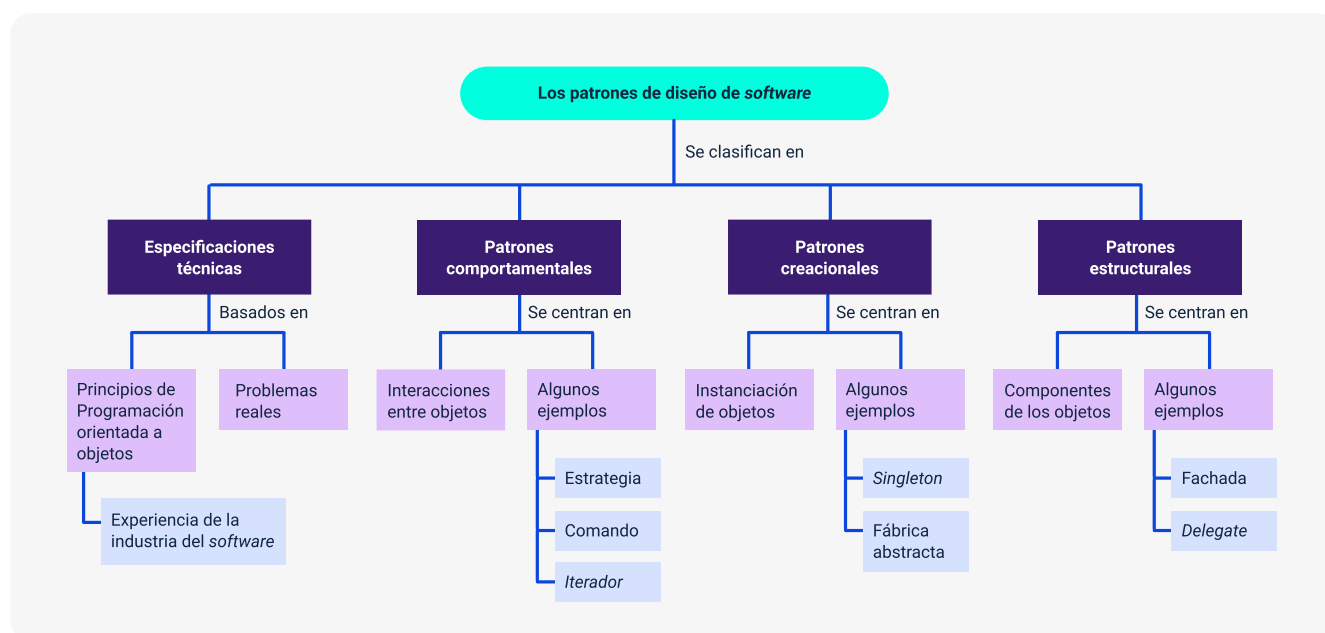 Los patrones de diseño de software
Se clasifican en
Especificaciones
técnicas
Patrones
comportamentales
Patrones
creacionales
Patrones
estructurales
Basados en
Se centran en
Se centran en
Se centran en
Principios de
Programación
orientada a
objetos
Problemas
reales
Interacciones
entre objetos
Algunos
ejemplos
Instanciación
de objetos
Algunos
ejemplos
Componentes
de los objetos
Algunos
ejemplos
Experiencia de la
industria del software
Estrategia
Comando
Iterador
Singleton
Fábrica
abstracta
Fachada
Delegate